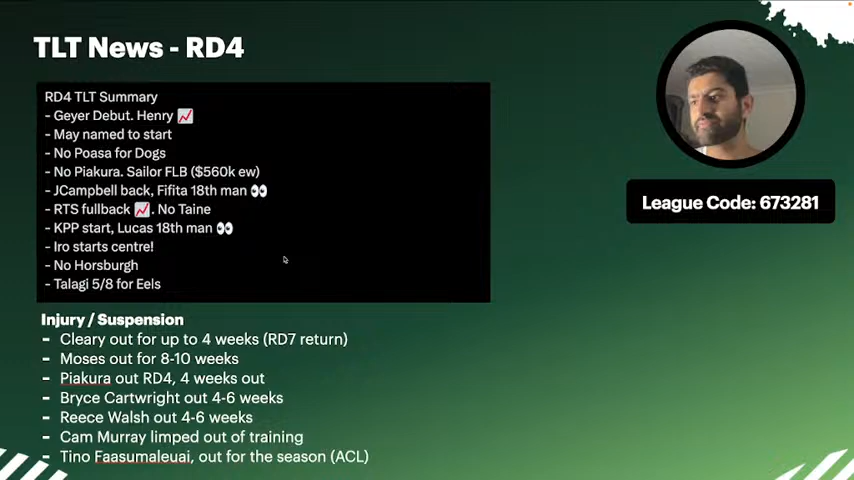 TLT News - RD4
RD4 TLT Summary
- Geyer Debut. Henry 📈
- May named to start
- No Poasa for Dogs
- No Piakura. Sailor FLB ($560k ew)
- JCampbell back, Fifita 18th man 👀
- RTS fullback 📈. No Taine
- KPP start, Lucas 18th man 👀
- Iro starts centre!
- No Horsburgh
- Talagi 5/8 for Eels
League Code: 673281
Injury / Suspension
- Cleary out for up to 4 weeks (RD7 return)
- Moses out for 8-10 weeks
- Piakura out RD4, 4 weeks out
- Bryce Cartwright out 4-6 weeks
- Reece Walsh out 4-6 weeks
- Cam Murray limped out of training
- Tino Faasumaleuai, out for the season (ACL)